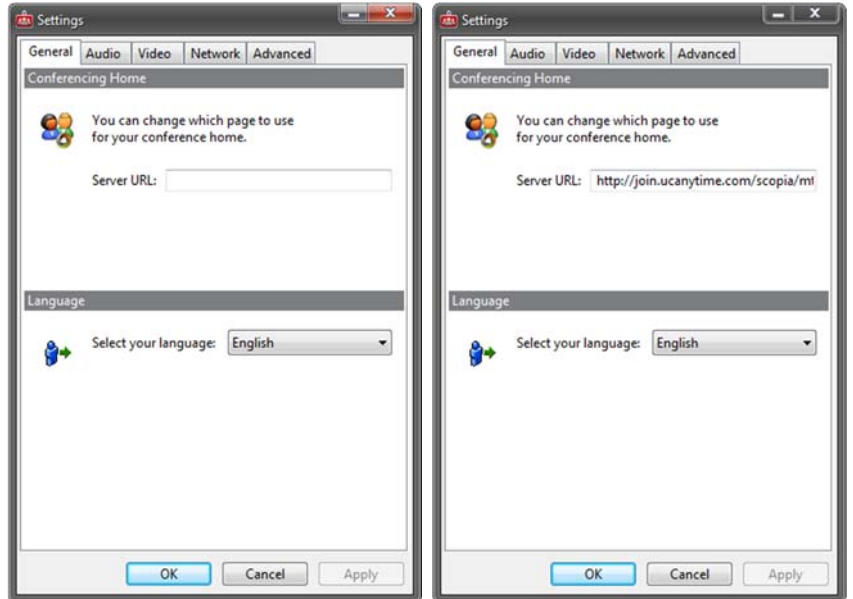 Settings
General Audio Video Network Advanced
Conferencing Home
You can change which page to use
for your conference home.
Server URL:
Language
Select your language: English
OK Cancel Apply
Settings
General Audio Video Network Advanced
Conferencing Home
You can change which page to use
for your conference home.
Server URL: http://join.ucanytime.com/scopia/mt
Language
Select your language: English
OK Cancel Apply